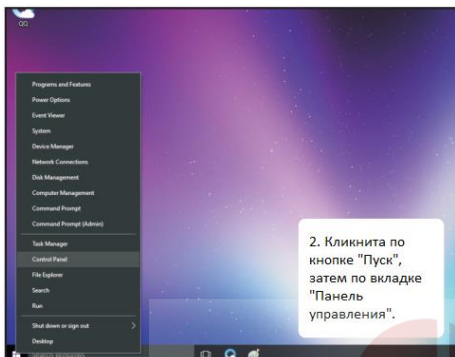 QQ
Programs and Features
Power Options
Event Viewer
System
Device Manager
Network Connections
Disk Management
Computer Management
Command Prompt
Command Prompt (Admin)
Task Manager
Control Panel
File Explorer
Search
Run
Shut down or sign out
Desktop
2. Кликнита по
кнопке "Пуск",
затем по вкладке
"Панель
управления".